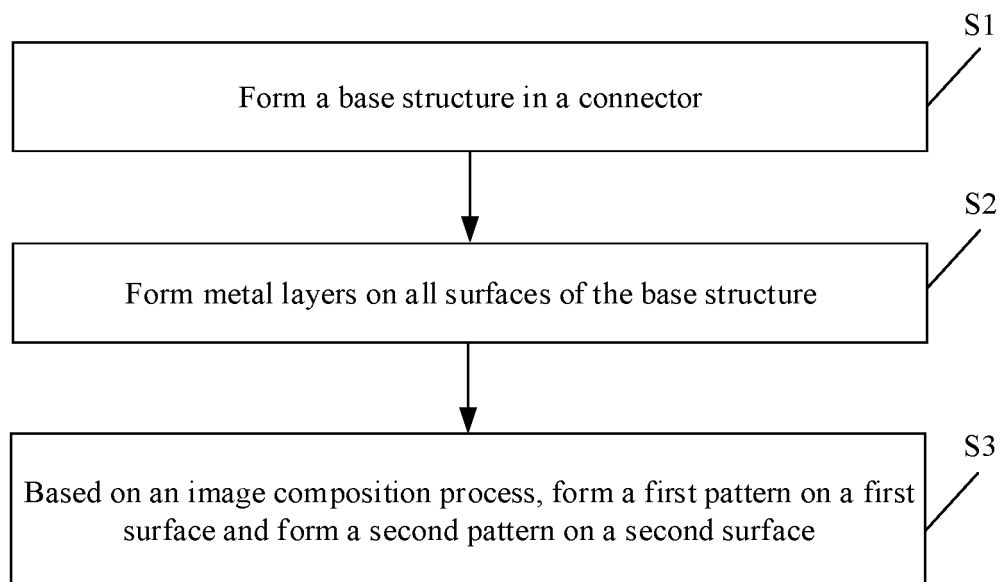 S1
Form a base structure in a connector
S2
Form metal layers on all surfaces of the base structure
S3
Based on an image composition process, form a first pattern on a first
surface and form a second pattern on a second surface